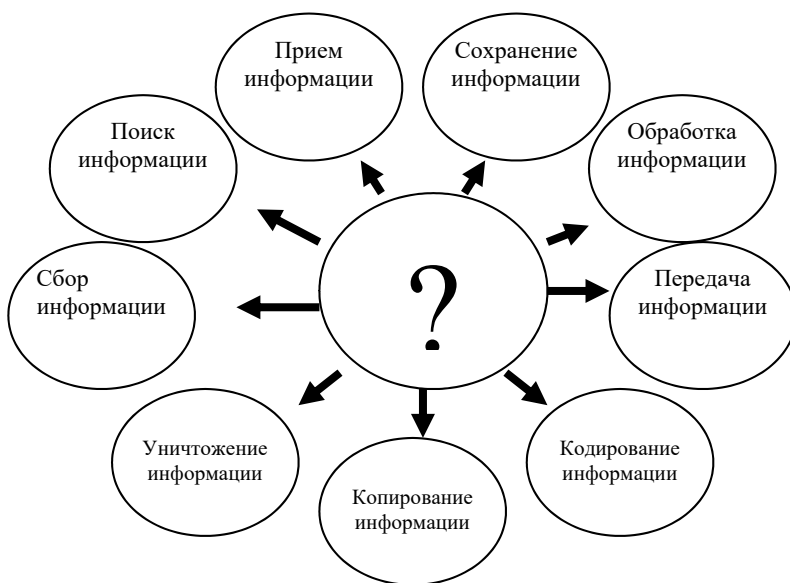 Прием
информации
Сохранение
информации
Поиск
информации
Обработка
информации
Сбор
информации
?
Передача
информации
Уничтожение
информации
Копирование
информации
Кодирование
информации